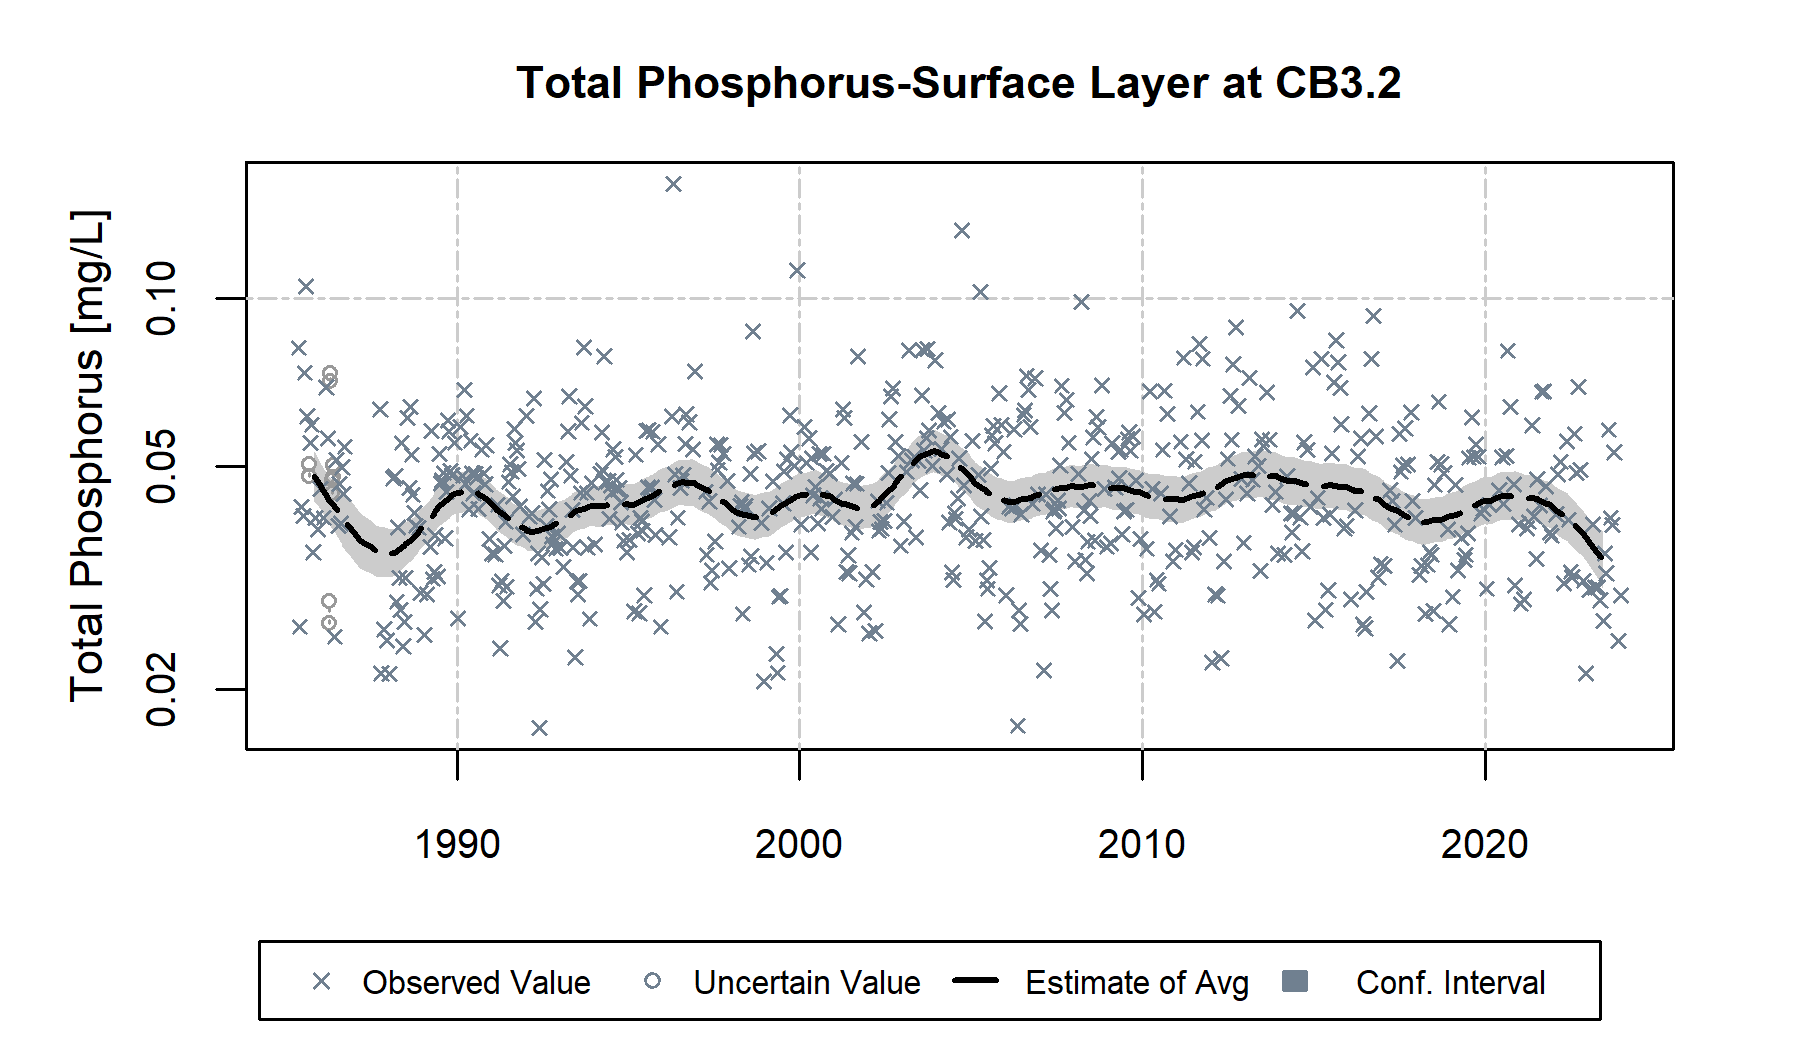 Total Phosphorus-Surface Layer at CB3.2
Total Phosphorus [mg/L]
0.10
0.05
0.02
1990 2000 2010 2020
Observed Value Uncertain Value Estimate of Avg Conf. Interval